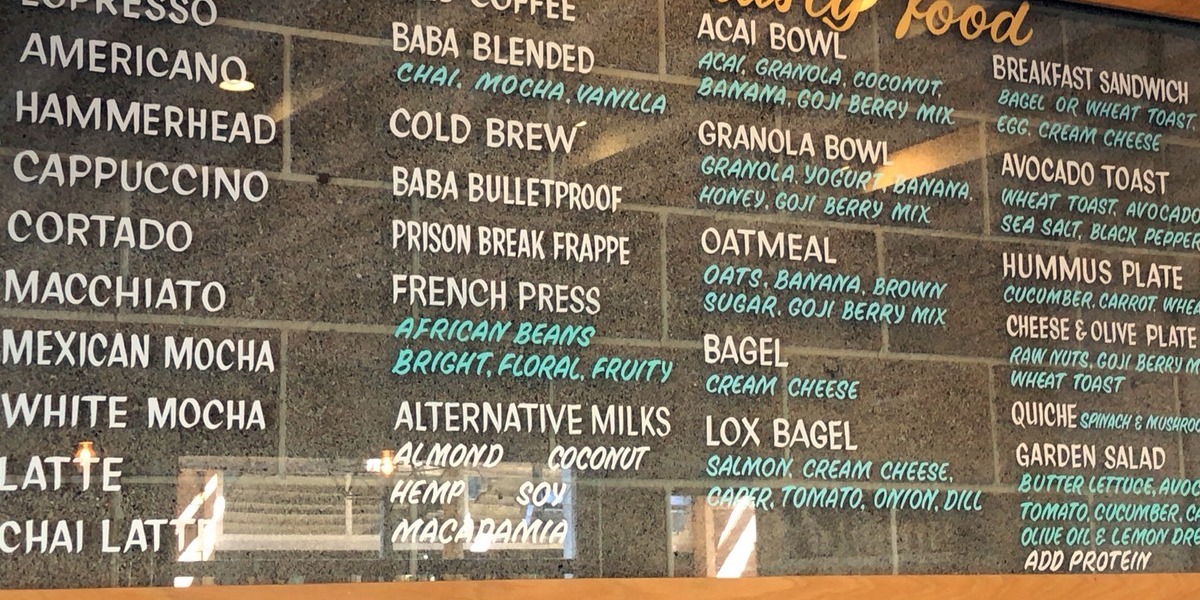 ESPRESSO
AMERICANO
HAMMERHEAD
CAPPUCCINO
CORTADO
MACCHIATO
MEXICAN MOCHA
WHITE MOCHA
LATTE
CHAI LATTE
COFFEE
BABA BLENDED
CHAI, MOCHA, VANILLA
COLD BREW
BABA BULLETPROOF
PRISON BREAK FRAPPE
FRENCH PRESS
AFRICAN BEANS
BRIGHT, FLORAL, FRUITY
ALTERNATIVE MILKS
ALMOND COCONUT
HEMP SOY
MACADAMIA
food
ACAI BOWL
ACAI, GRANOLA, COCONUT,
BANANA, GOJI BERRY MIX
GRANOLA BOWL
GRANOLA, YOGURT, BANANA,
HONEY, GOJI BERRY MIX
OATMEAL
OATS, BANANA, BROWN
SUGAR, GOJI BERRY MIX
BAGEL
CREAM CHEESE
LOX BAGEL
SALMON, CREAM CHEESE,
CAPER, TOMATO, ONION, DILL
BREAKFAST SANDWICH
BAGEL OR WHEAT TOAST
EGG, CREAM CHEESE
AVOCADO TOAST
WHEAT TOAST, AVOCADO
SEA SALT, BLACK PEPPER
HUMMUS PLATE
CUCUMBER, CARROT,
CHEESE & OLIVE PLATE
RAW NUTS, GOJI BERRY
WHEAT TOAST
QUICHE SPINACH &
GARDEN SALAD
BUTTER LETTUCE,
TOMATO, CUCUMBER,
OLIVE OIL & LEMON
ADD PROTEIN